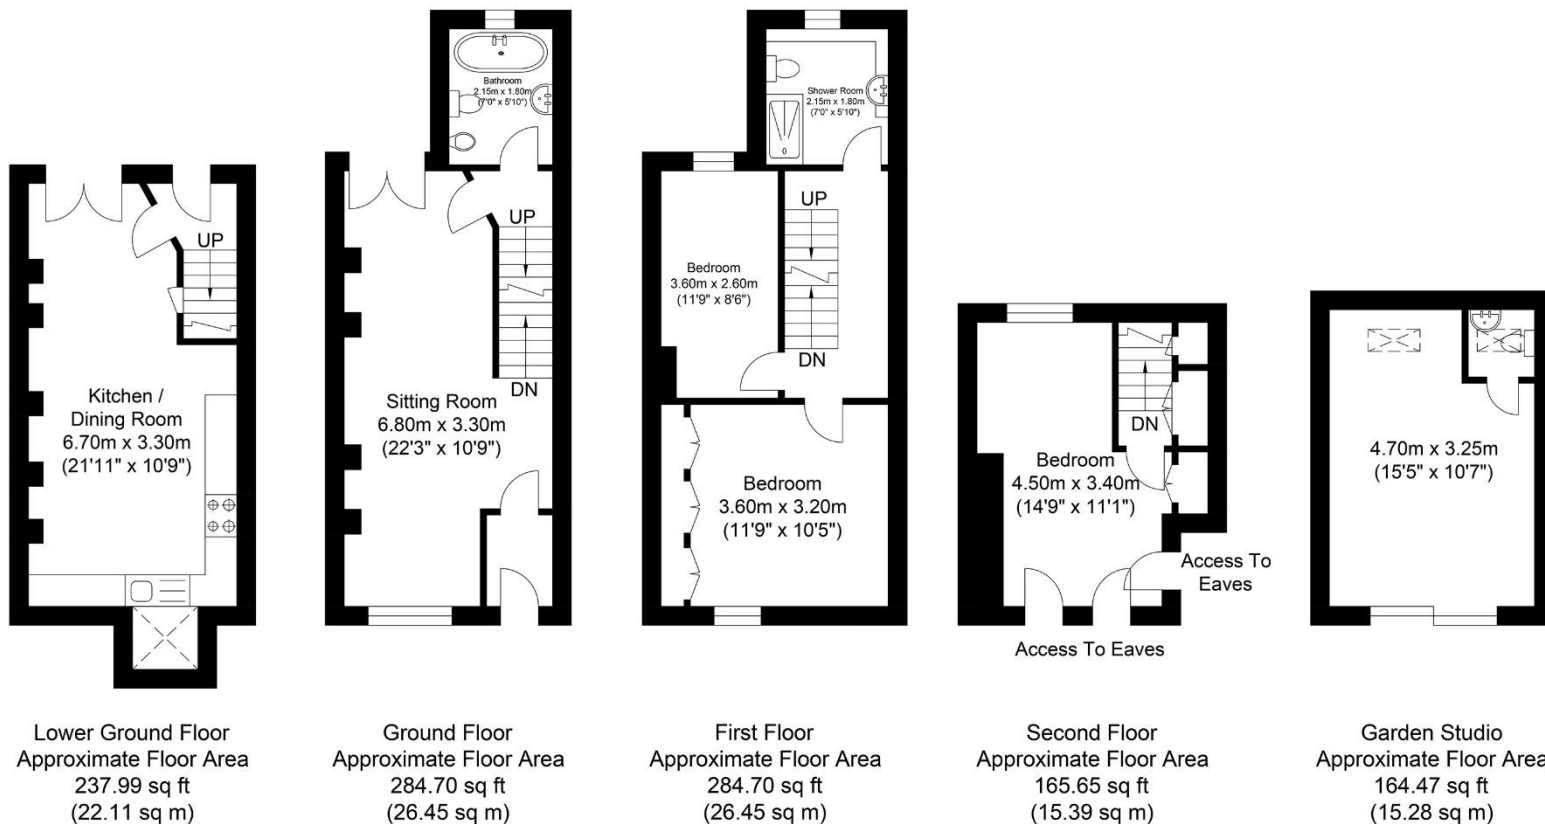 Bathroom
2.15m x 1.80m
(7'0" x 5'10")
Shower Room
2.15m x 1.80m
(7'0" x 5'10")
UP
Kitchen /
Dining Room
6.70m x 3.30m
(21'11" x 10'9")
UP
DN
Sitting Room
6.80m x 3.30m
(22'3" x 10'9")
UP
DN
Bedroom
3.60m x 2.60m
(11'9" x 8'6")
Bedroom
3.60m x 3.20m
(11'9" x 10'5")
DN
Bedroom
4.50m x 3.40m
(14'9" x 11'1")
Access To
Eaves
Access To Eaves
4.70m x 3.25m
(15'5" x 10'7")
Lower Ground Floor
Approximate Floor Area
237.99 sq ft
(22.11 sq m)
Ground Floor
Approximate Floor Area
284.70 sq ft
(26.45 sq m)
First Floor
Approximate Floor Area
284.70 sq ft
(26.45 sq m)
Second Floor
Approximate Floor Area
165.65 sq ft
(15.39 sq m)
Garden Studio
Approximate Floor Area
164.47 sq ft
(15.28 sq m)